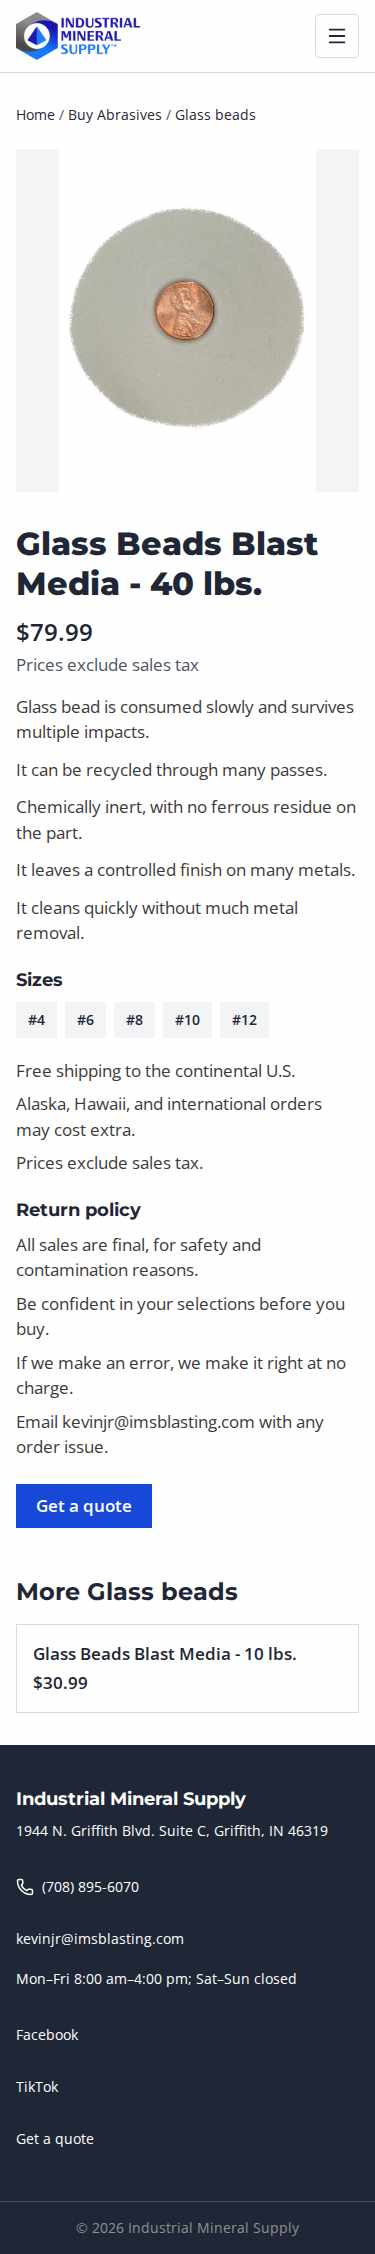 INDUSTRIAL
MINERAL
SUPPLY™
Home / Buy Abrasives / Glass beads
Glass Beads Blast
Media - 40 lbs.
$79.99
Prices exclude sales tax
Glass bead is consumed slowly and survives
multiple impacts.
It can be recycled through many passes.
Chemically inert, with no ferrous residue on
the part.
It leaves a controlled finish on many metals.
It cleans quickly without much metal
removal.
Sizes
#4 #6 #8 #10 #12
Free shipping to the continental U.S.
Alaska, Hawaii, and international orders
may cost extra.
Prices exclude sales tax.
Return policy
All sales are final, for safety and
contamination reasons.
Be confident in your selections before you
buy.
If we make an error, we make it right at no
charge.
Email kevinjr@imsblasting.com with any
order issue.
Get a quote
More Glass beads
Glass Beads Blast Media - 10 lbs.
$30.99
Industrial Mineral Supply
1944 N. Griffith Blvd. Suite C, Griffith, IN 46319
(708) 895-6070
kevinjr@imsblasting.com
Mon–Fri 8:00 am–4:00 pm; Sat–Sun closed
Facebook
TikTok
Get a quote
© 2026 Industrial Mineral Supply